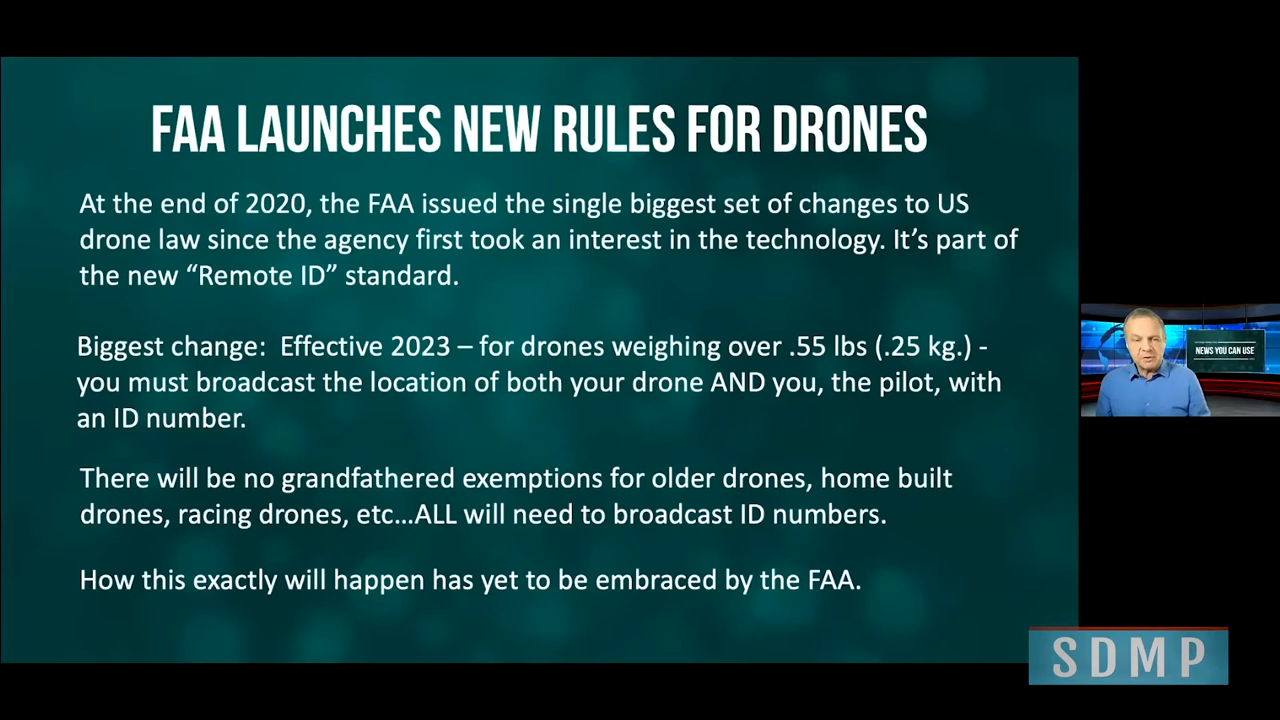 FAA LAUNCHES NEW RULES FOR DRONES
At the end of 2020, the FAA issued the single biggest set of changes to US
drone law since the agency first took an interest in the technology. It’s part of
the new “Remote ID” standard.
Biggest change:  Effective 2023 – for drones weighing over .55 lbs (.25 kg.) -
you must broadcast the location of both your drone AND you, the pilot, with
an ID number.
There will be no grandfathered exemptions for older drones, home built
drones, racing drones, etc…ALL will need to broadcast ID numbers.
How this exactly will happen has yet to be embraced by the FAA.
NEWS YOU CAN USE
SDMP